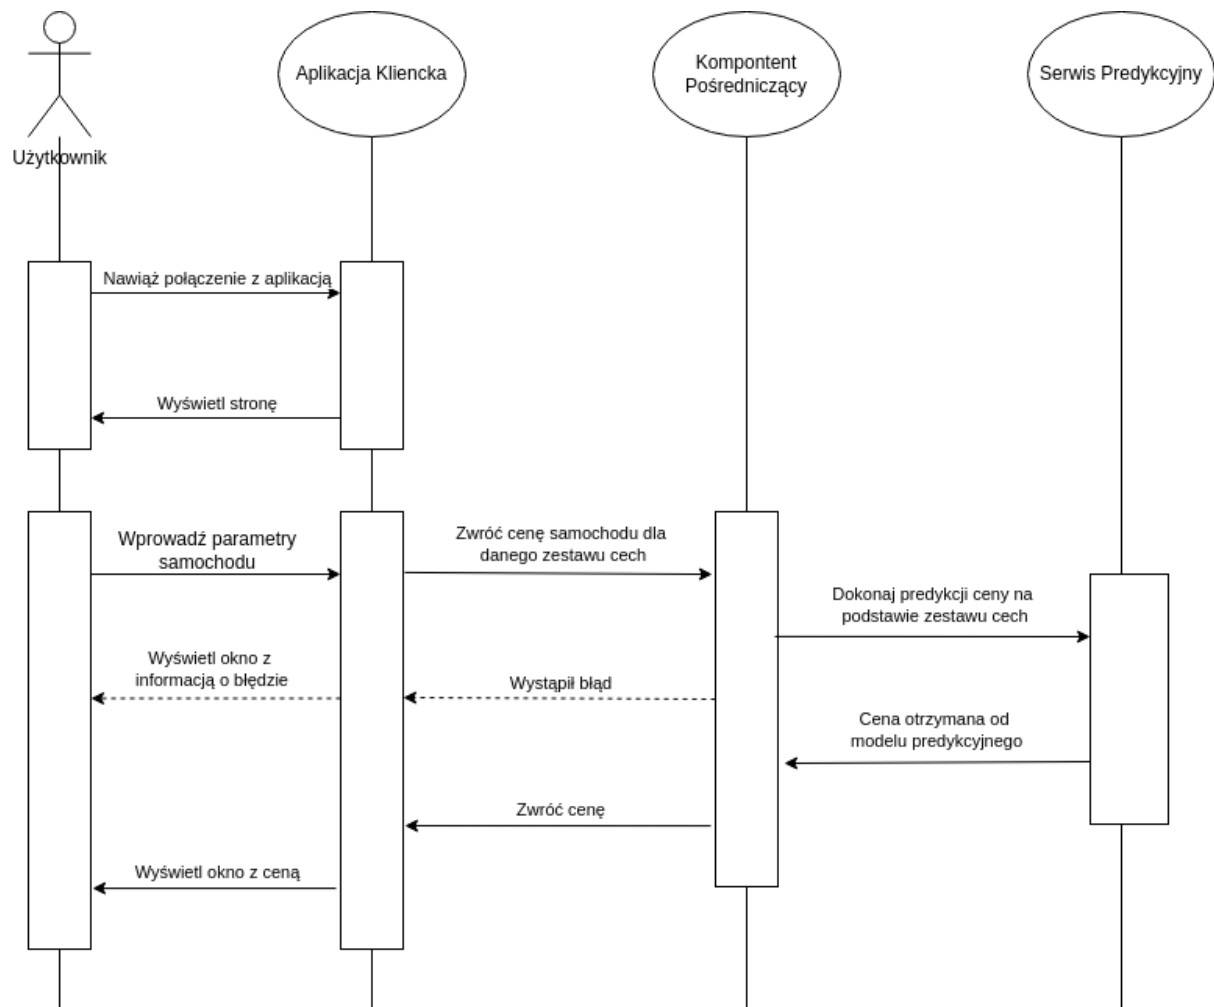 Użytkownik
Aplikacja Kliencka
Kompontent
Pośredniczący
Serwis Predykcyjny
Nawiąż połączenie z aplikacją
Wyświetl stronę
Wprowadź parametry
samochodu
Zwróć cenę samochodu dla
danego zestawu cech
Dokonaj predykcji ceny na
podstawie zestawu cech
Wyświetl okno z
informacją o błędzie
Wystąpił błąd
Cena otrzymana od
modelu predykcyjnego
Zwróć cenę
Wyświetl okno z ceną